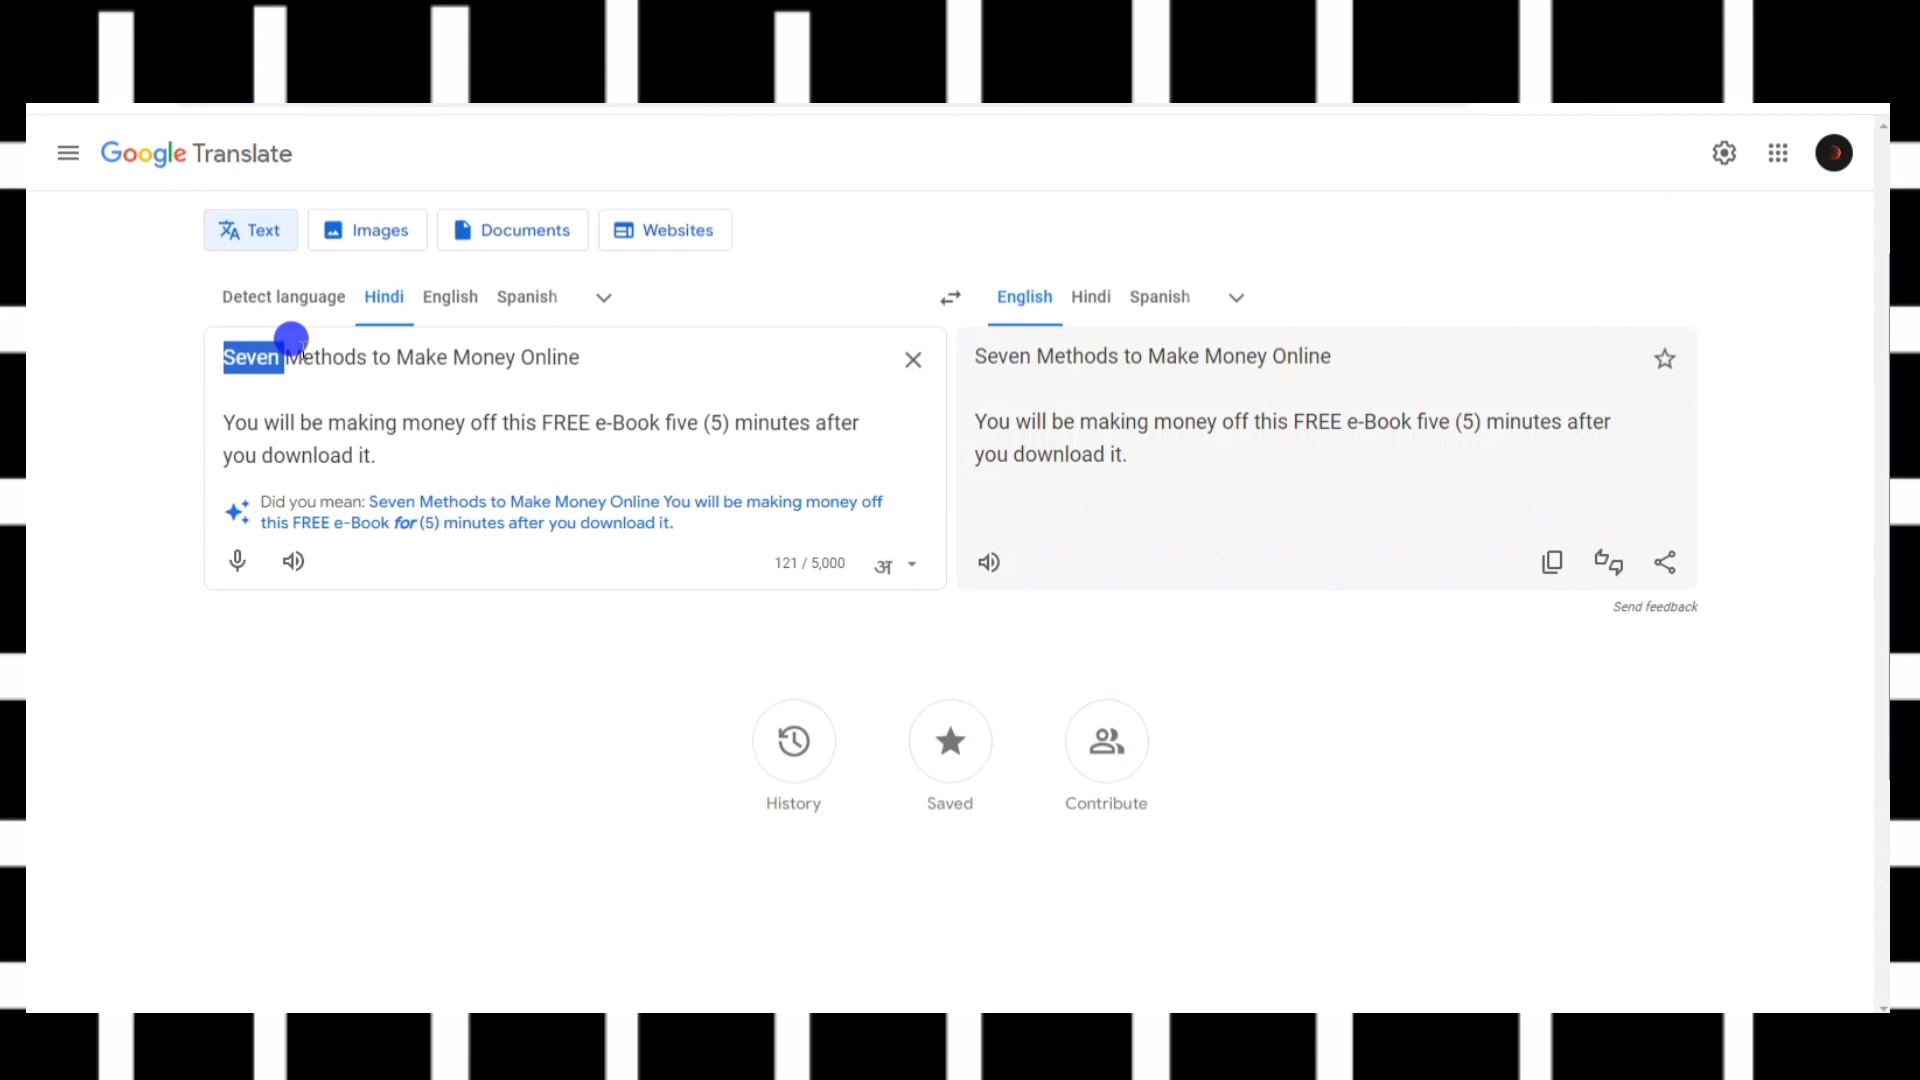 Google Translate
Text Images Documents Websites
Detect language Hindi English Spanish
English Hindi Spanish
Seven Methods to Make Money Online
You will be making money off this FREE e-Book five (5) minutes after
you download it.
Did you mean: Seven Methods to Make Money Online You will be making money off
this FREE e-Book for (5) minutes after you download it.
121 / 5,000 अ
Seven Methods to Make Money Online
You will be making money off this FREE e-Book five (5) minutes after
you download it.
Send feedback
History Saved Contribute